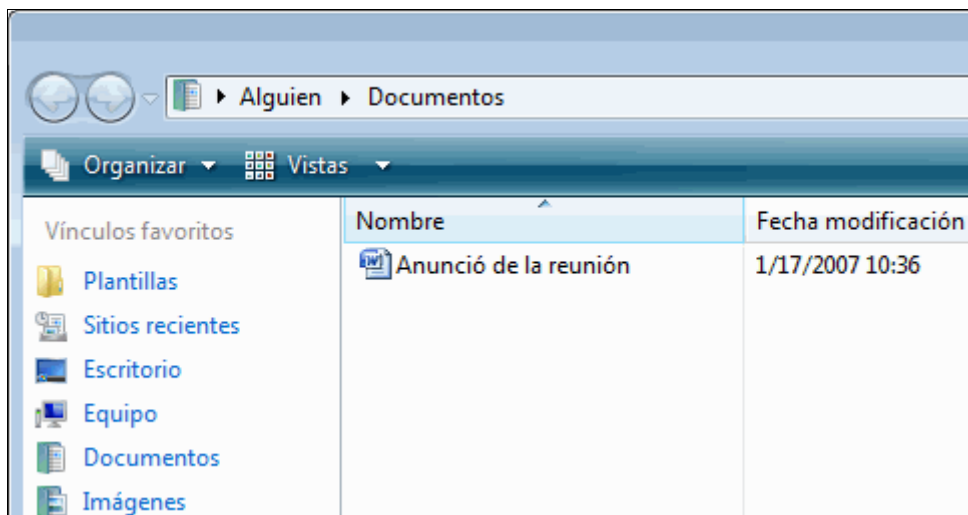 Alguien Documentos
Organizar Vistas
Vínculos favoritos
Plantillas
Sitios recientes
Escritorio
Equipo
Documentos
Imágenes
Nombre Fecha modificación
Anunció de la reunión 1/17/2007 10:36